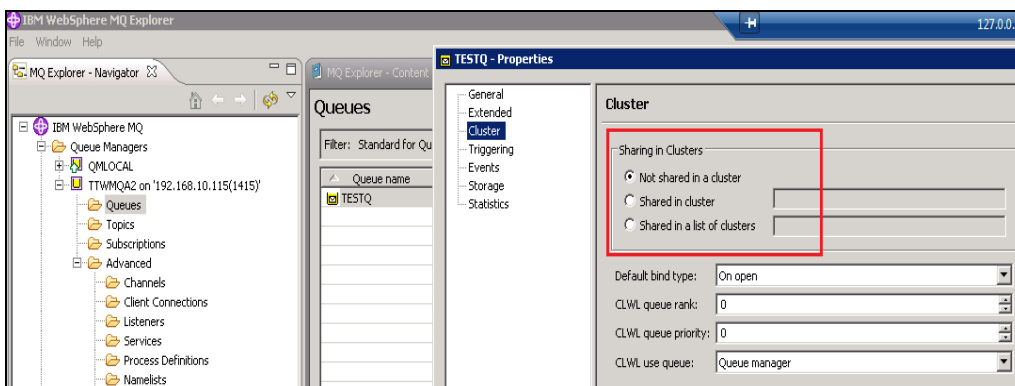 IBM WebSphere MQ Explorer
127.0.0.
File Window Help
MQ Explorer - Navigator
IBM WebSphere MQ
Queue Managers
QMLOCAL
TTWMQA2 on '192.168.10.115(1415)'
Queues
Topics
Subscriptions
Advanced
Channels
Client Connections
Listeners
Services
Process Definitions
Namelists
MQ Explorer - Content
Queues
Filter: Standard for Qu
Queue name
TESTQ
TESTQ - Properties
General
Extended
Cluster
Triggering
Events
Storage
Statistics
Cluster
Sharing in Clusters
Not shared in a cluster
Shared in cluster
Shared in a list of clusters
Default bind type: On open
CLWL queue rank: 0
CLWL queue priority: 0
CLWL use queue: Queue manager